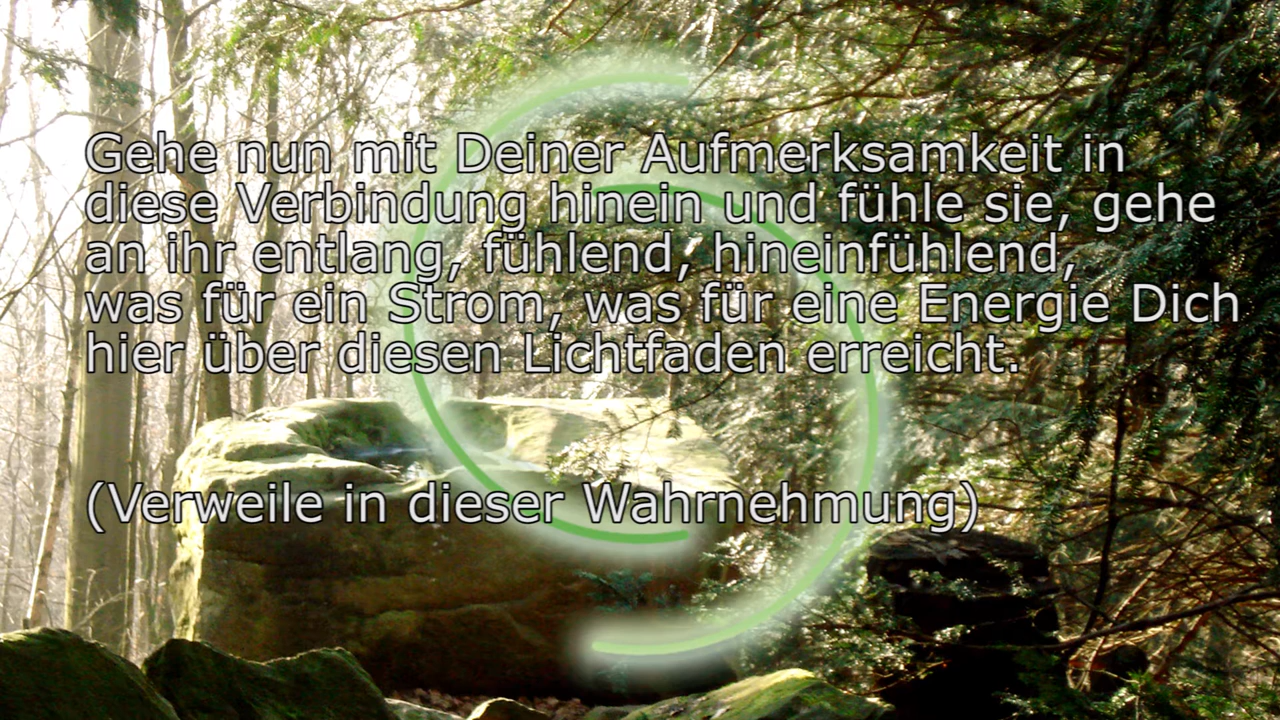 Gehe nun mit Deiner Aufmerksamkeit in
diese Verbindung hinein und fühle sie, gehe
an ihr entlang, fühlend, hineinfühlend,
was für ein Strom, was für eine Energie Dich
hier über diesen Lichtfaden erreicht.
(Verweile in dieser Wahrnehmung)